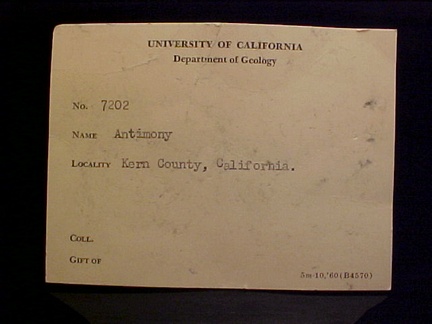 UNIVERSITY OF CALIFORNIA
Department of Geology
No. 7202
NAME Antimony
LOCALITY Kern County, California.
COLL.
GIFT OF
5m-10,'60(B4570)